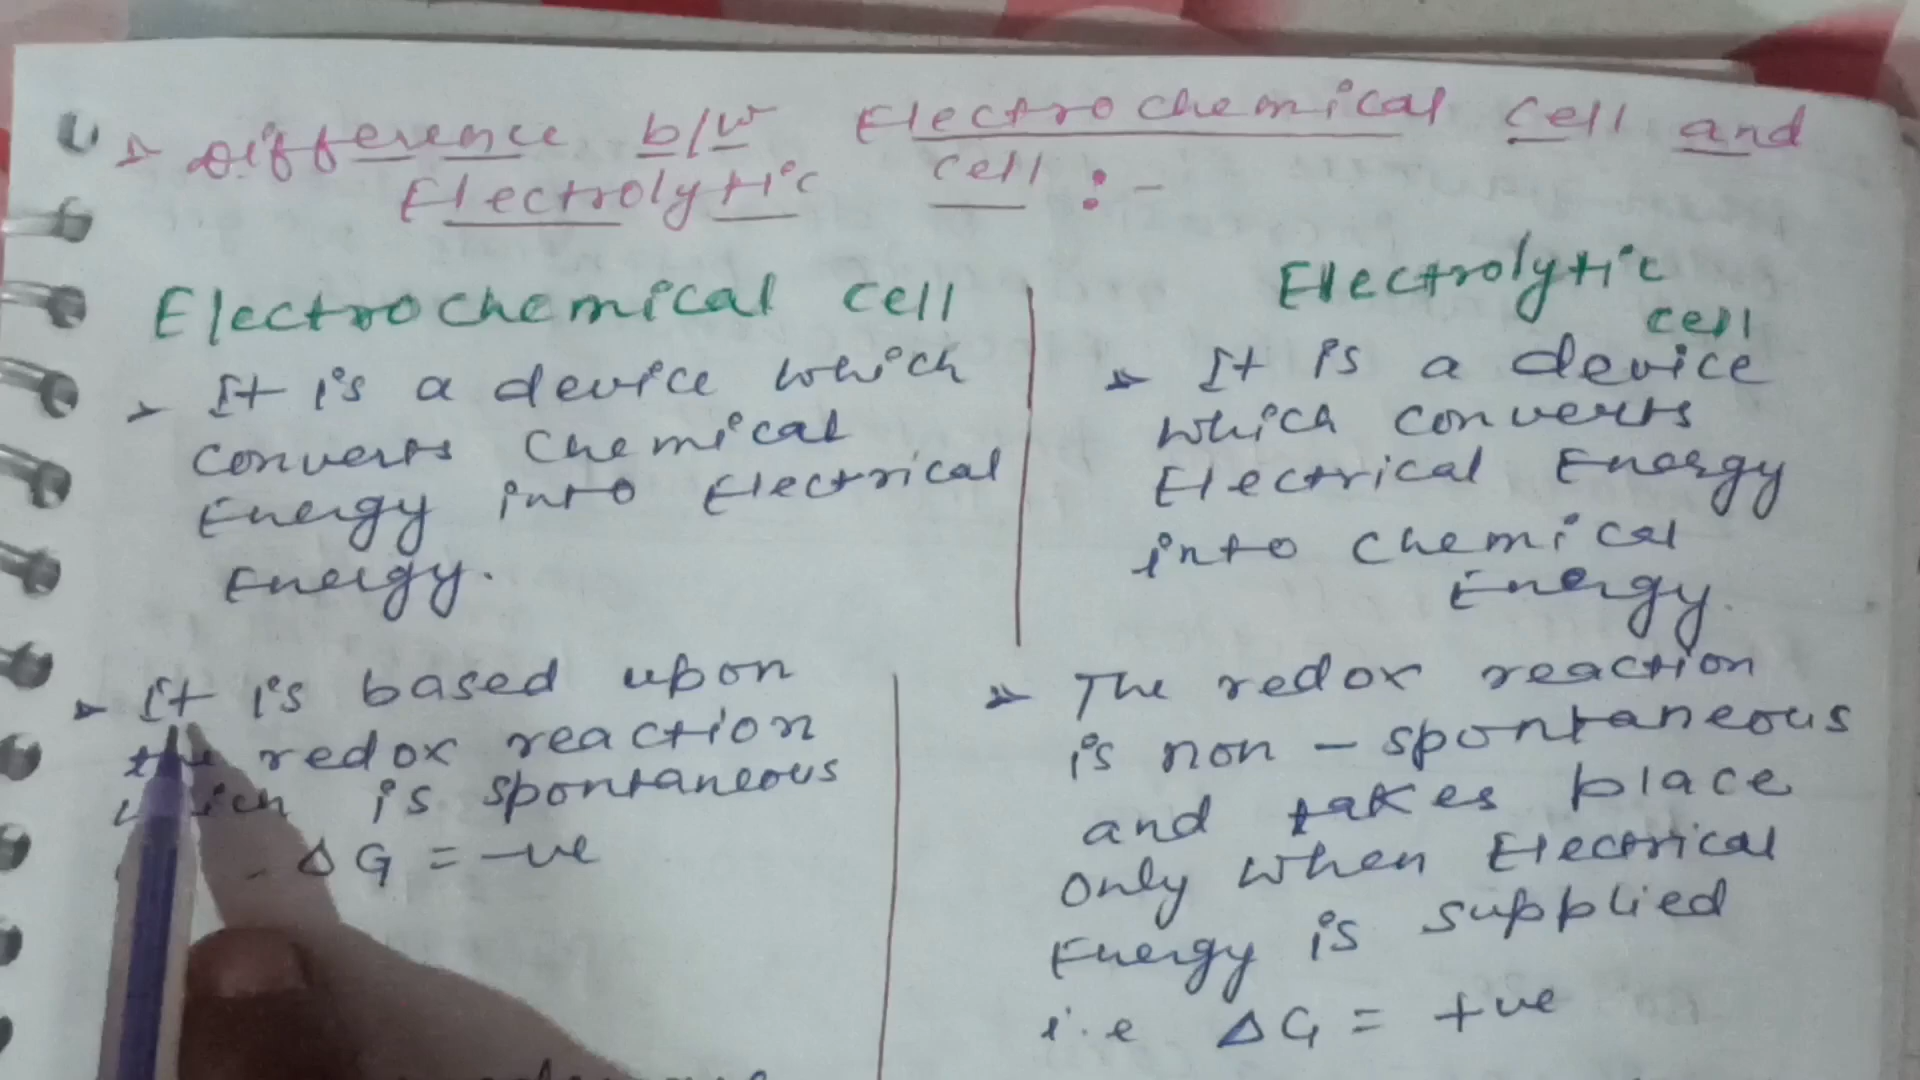 Difference b/w Electrochemical cell and
Electrolytic cell :-
Electrochemical cell
It is a device which
converts Chemical
Energy into Electrical
Energy.
It is based upon
the redox reaction
which is spontaneous
ΔG = -ve
Electrolytic
cell
It is a device
which converts
Electrical Energy
into Chemical
Energy.
The redox reaction
is non-spontaneous
and takes place
only when Electrical
Energy is supplied
i.e ΔG = +ve